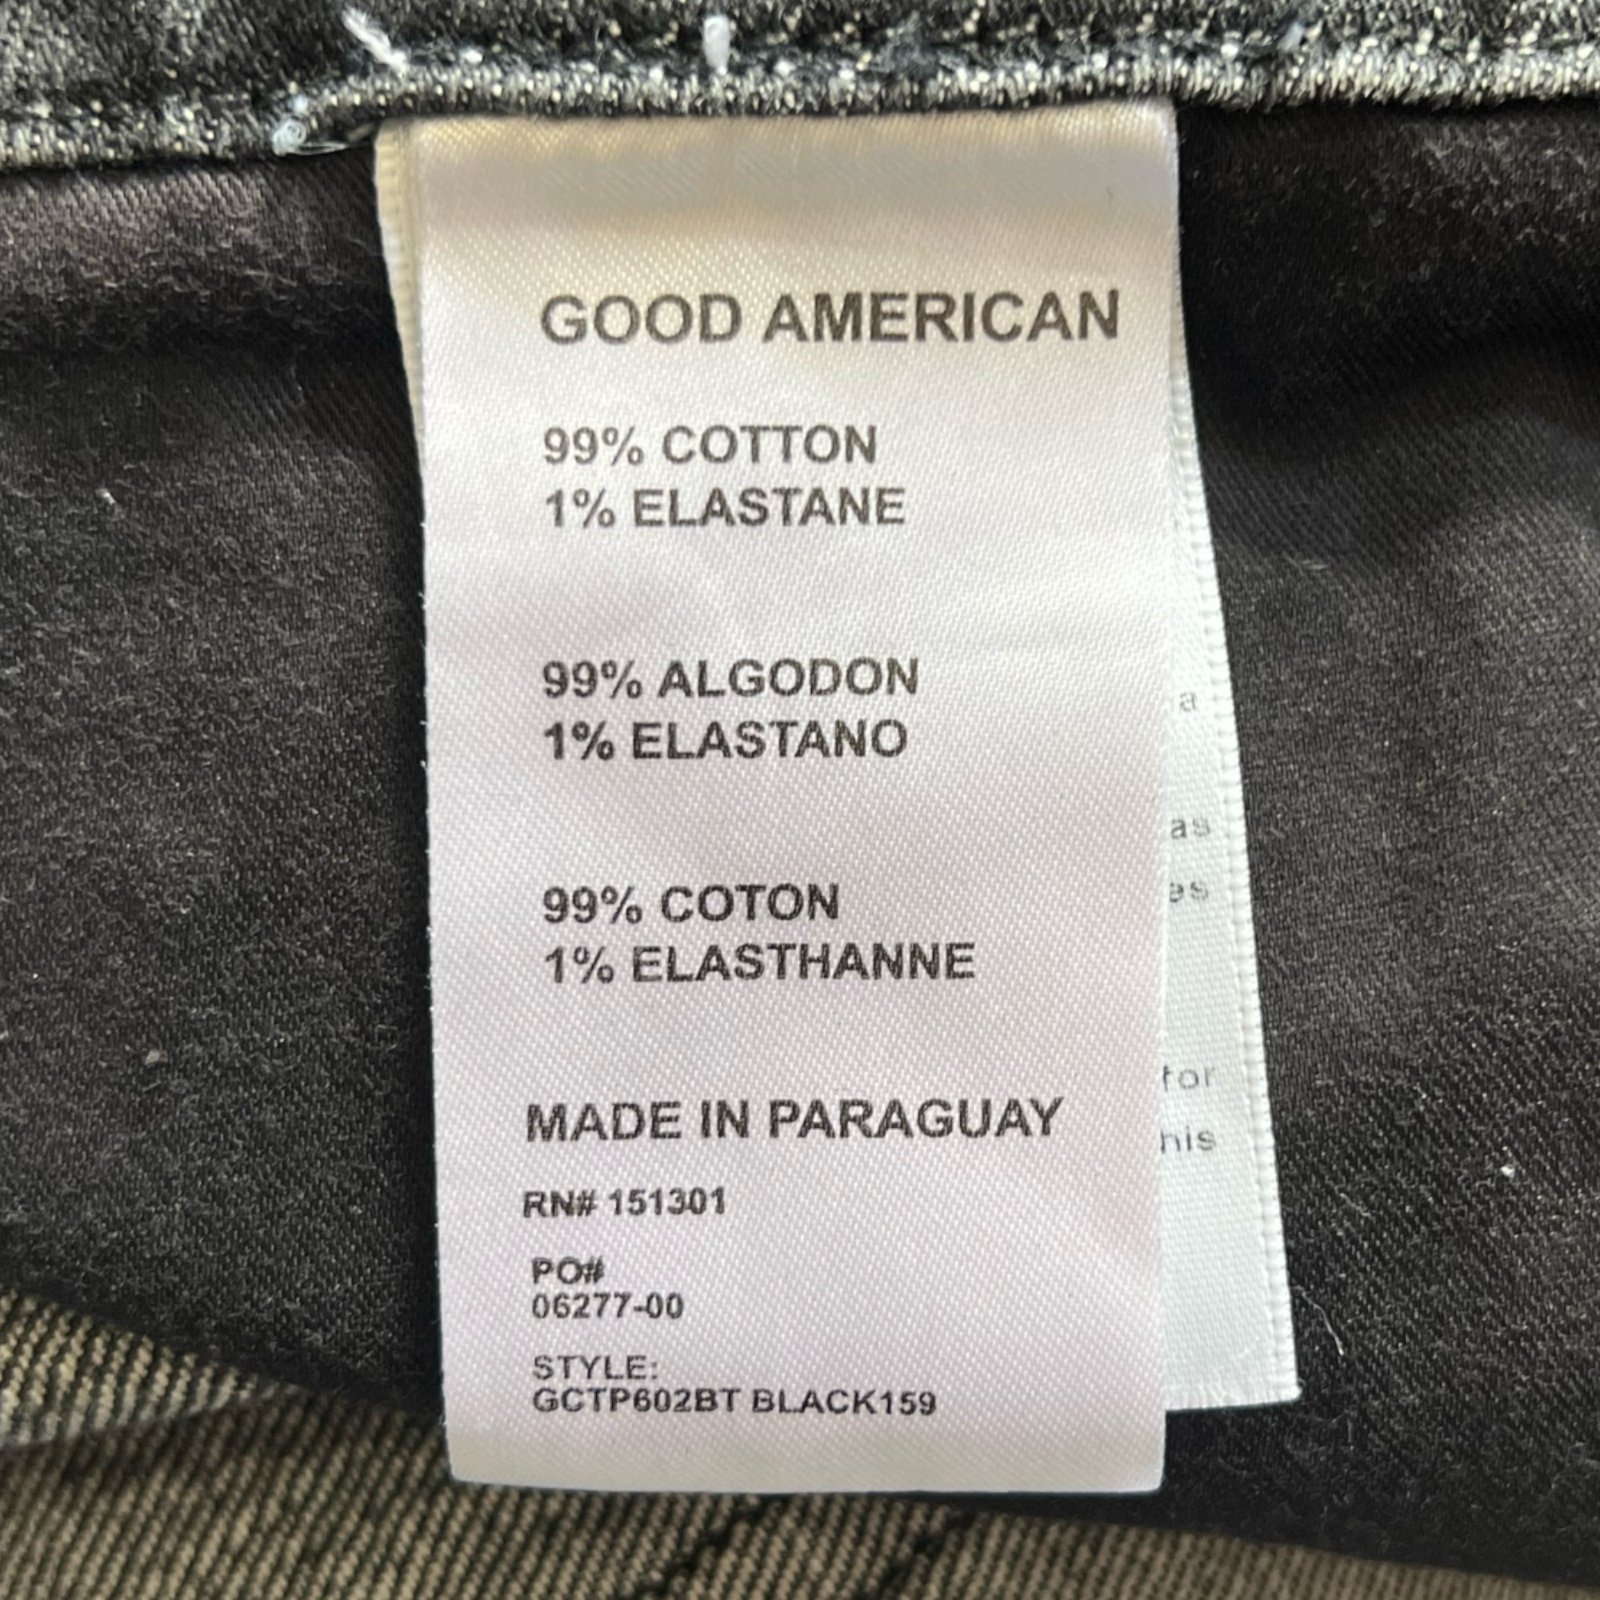 GOOD AMERICAN
99% COTTON
1% ELASTANE
99% ALGODON
1% ELASTANO
99% COTON
1% ELASTHANNE
MADE IN PARAGUAY
RN# 151301
PO#
06277-00
STYLE:
GCTP602BT BLACK159